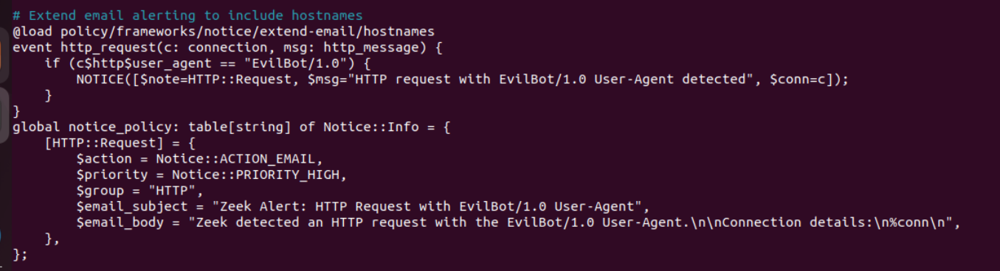 # Extend email alerting to include hostnames
@load policy/frameworks/notice/extend-email/hostnames
event http_request(c: connection, msg: http_message) {
    if (c$http$user_agent == "EvilBot/1.0") {
        NOTICE([$note=HTTP::Request, $msg="HTTP request with EvilBot/1.0 User-Agent detected", $conn=c]);
    }
}
global notice_policy: table[string] of Notice::Info = {
    [HTTP::Request] = {
        $action = Notice::ACTION_EMAIL,
        $priority = Notice::PRIORITY_HIGH,
        $group = "HTTP",
        $email_subject = "Zeek Alert: HTTP Request with EvilBot/1.0 User-Agent",
        $email_body = "Zeek detected an HTTP request with the EvilBot/1.0 User-Agent.\n\nConnection details:\n%conn\n",
    },
};